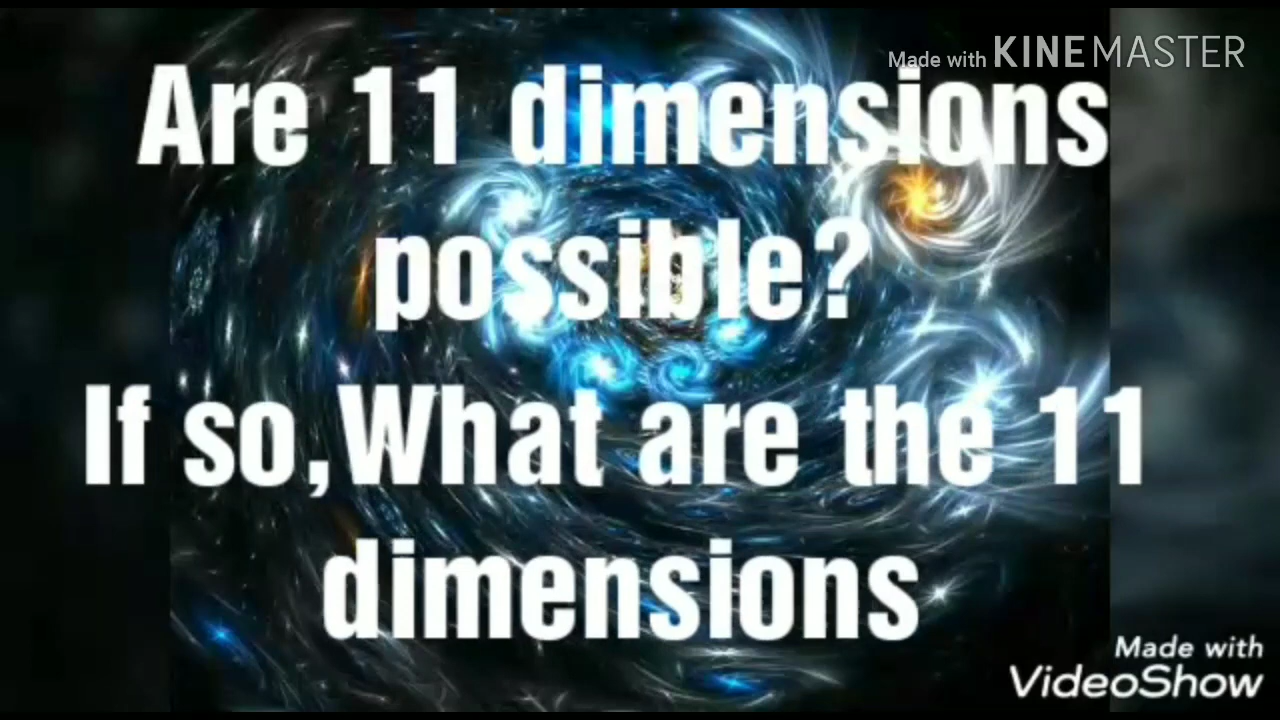 Made with KINEMASTER
Are 11 dimensions
possible?
If so,What are the 11
dimensions
Made with
VideoShow